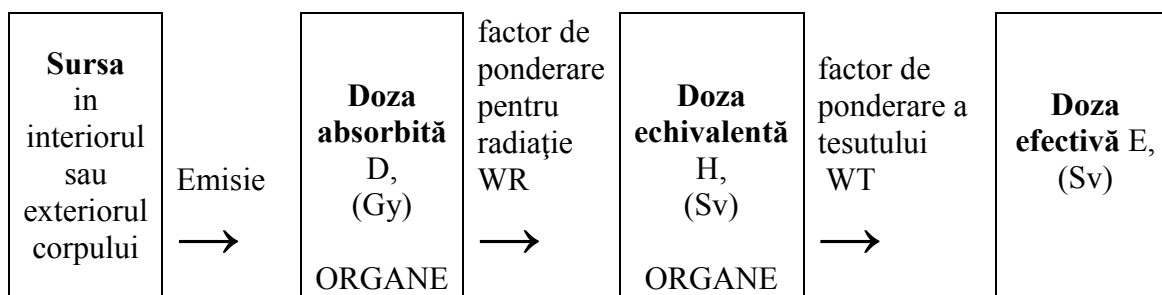 Sursa
in
interiorul
sau
exteriorul
corpului
Emisie
→
Doza
absorbită
D,
(Gy)
ORGANE
factor de
ponderare
pentru
radiaţie
WR
→
Doza
echivalentă
H,
(Sv)
ORGANE
factor de
ponderare a
tesutului
WT
→
Doza
efectivă E,
(Sv)